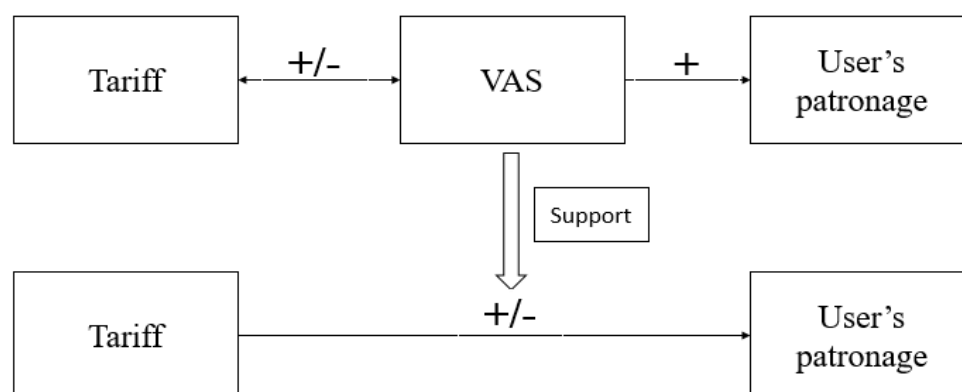 +/-
+
Tariff
VAS
User's
patronage
Support
+/-
Tariff
User's
patronage